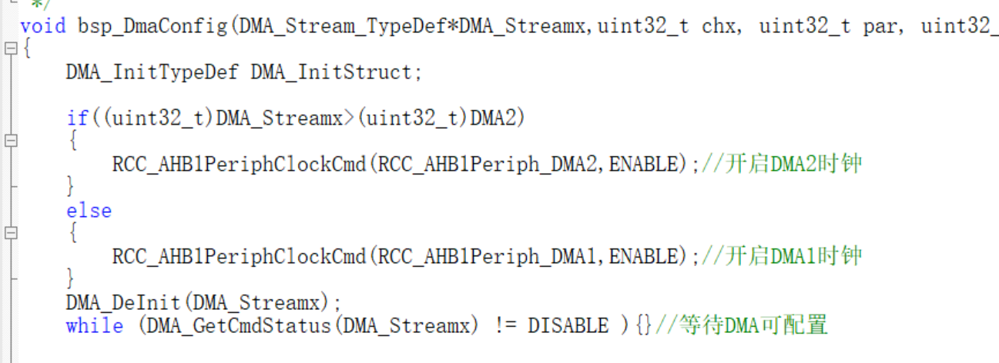 */
void bsp_DmaConfig(DMA_Stream_TypeDef*DMA_Streamx,uint32_t chx, uint32_t par, uint32_
{
DMA_InitTypeDef DMA_InitStruct;
if((uint32_t)DMA_Streamx>(uint32_t)DMA2)
{
RCC_AHB1PeriphClockCmd(RCC_AHB1Periph_DMA2,ENABLE);//开启DMA2时钟
}
else
{
RCC_AHB1PeriphClockCmd(RCC_AHB1Periph_DMA1,ENABLE);//开启DMA1时钟
}
DMA_DeInit(DMA_Streamx);
while (DMA_GetCmdStatus(DMA_Streamx) != DISABLE ){}//等待DMA可配置